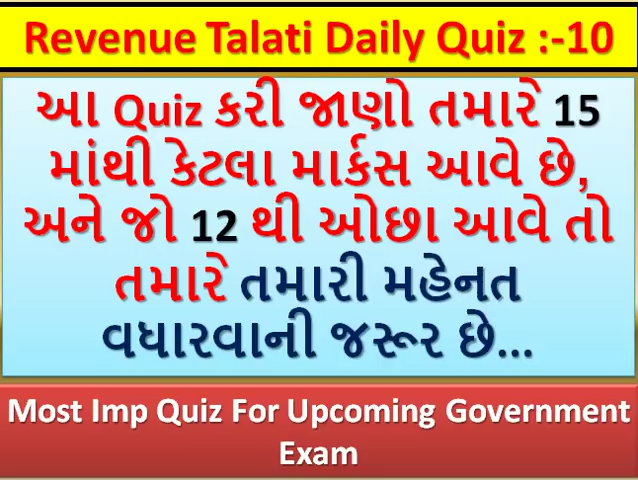 Revenue Talati Daily Quiz :-10
આ Quiz કરી જાણો તમારે 15
માંથી કેટલા માર્કસ આવે છે,
અને જો 12 થી ઓછા આવે તો
તમારે તમારી મહેનત
વધારવાની જરૂર છે...
Most Imp Quiz For Upcoming Government
Exam